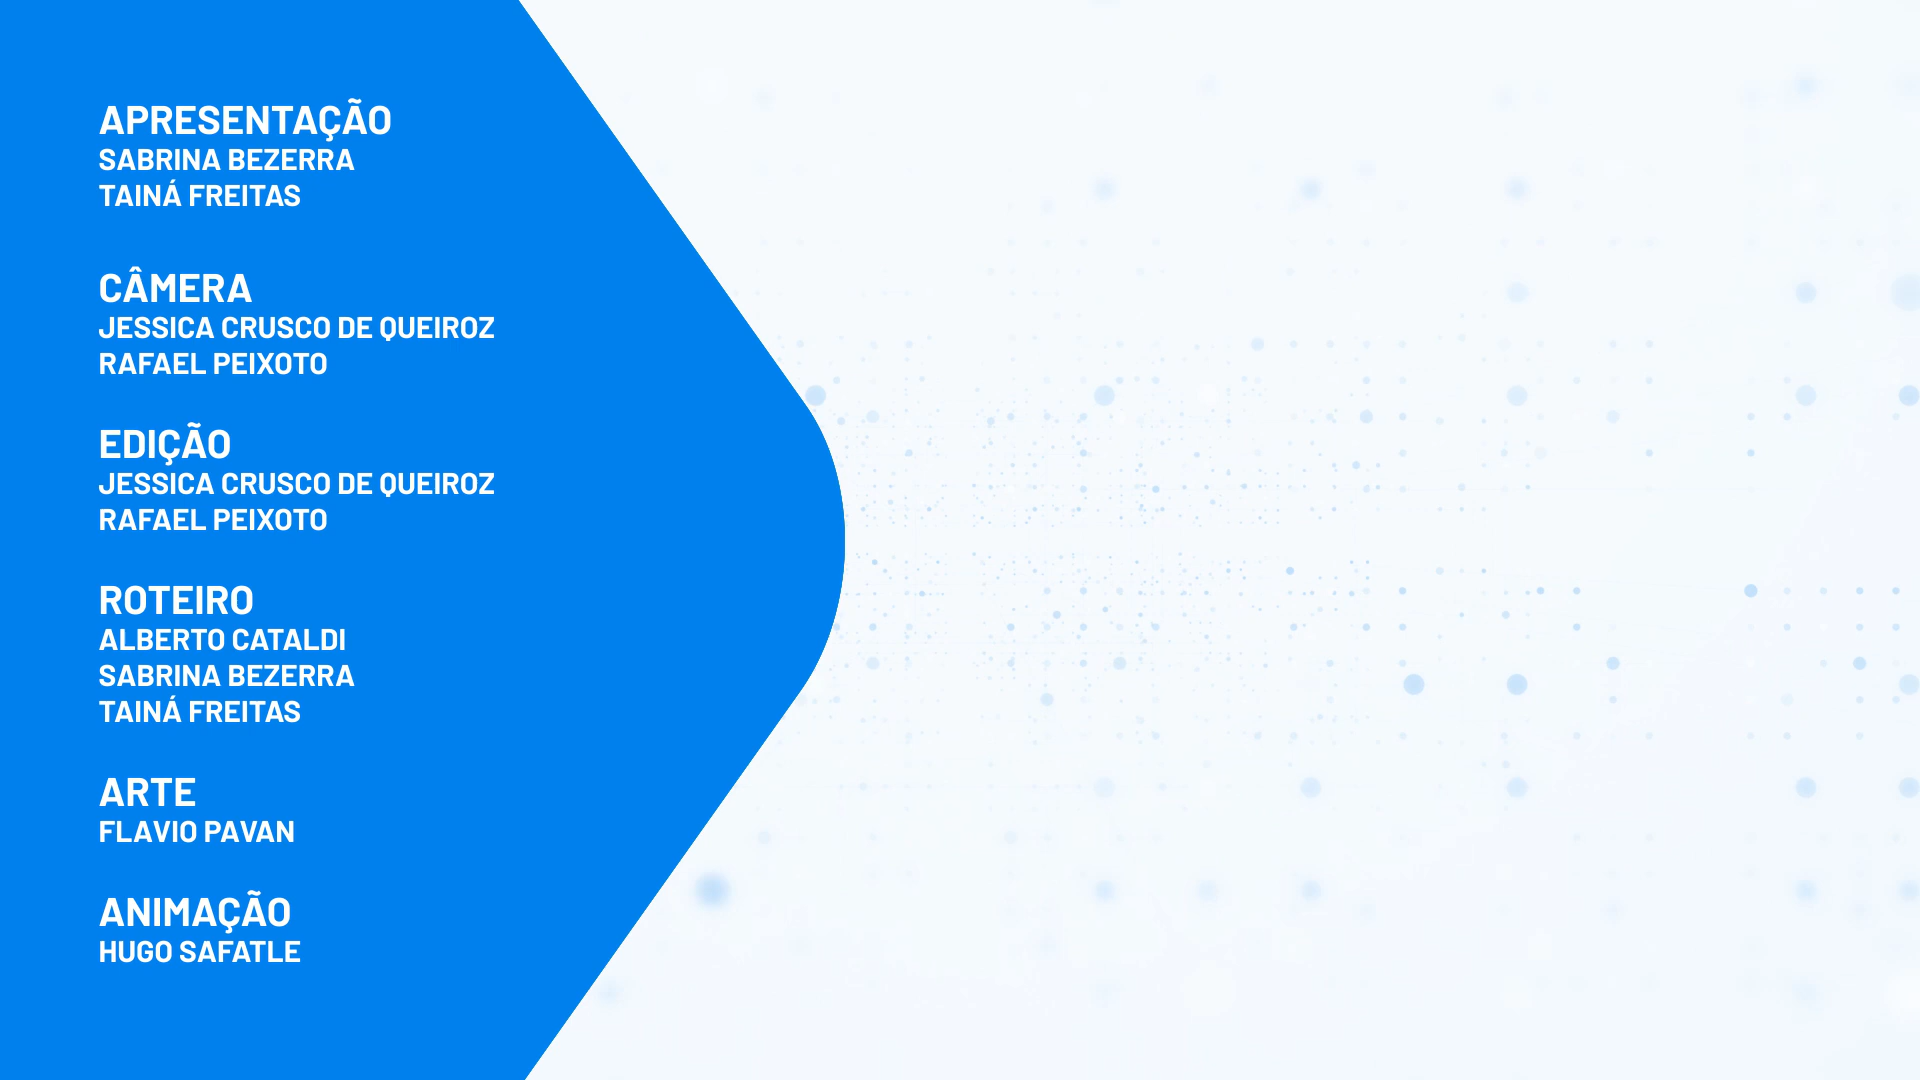 APRESENTAÇÃO
SABRINA BEZERRA
TAINÁ FREITAS
CÂMERA
JESSICA CRUSCO DE QUEIROZ
RAFAEL PEIXOTO
EDIÇÃO
JESSICA CRUSCO DE QUEIROZ
RAFAEL PEIXOTO
ROTEIRO
ALBERTO CATALDI
SABRINA BEZERRA
TAINÁ FREITAS
ARTE
FLAVIO PAVAN
ANIMAÇÃO
HUGO SAFATLE